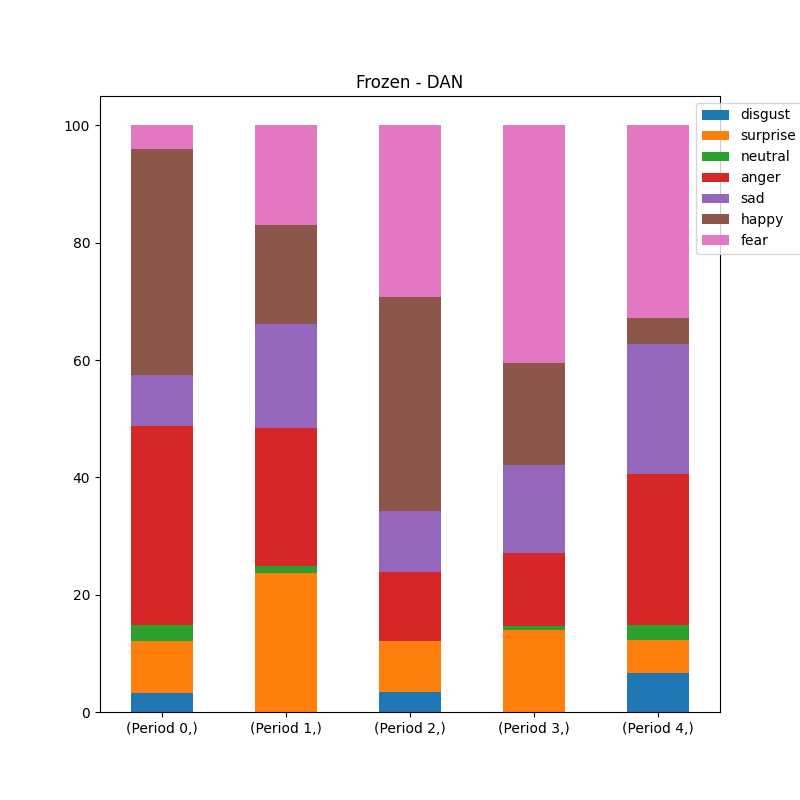 Frozen - DAN
100
80
60
40
20
0
disgust
surprise
neutral
anger
sad
happy
fear
(Period 0,) (Period 1,) (Period 2,) (Period 3,) (Period 4,)